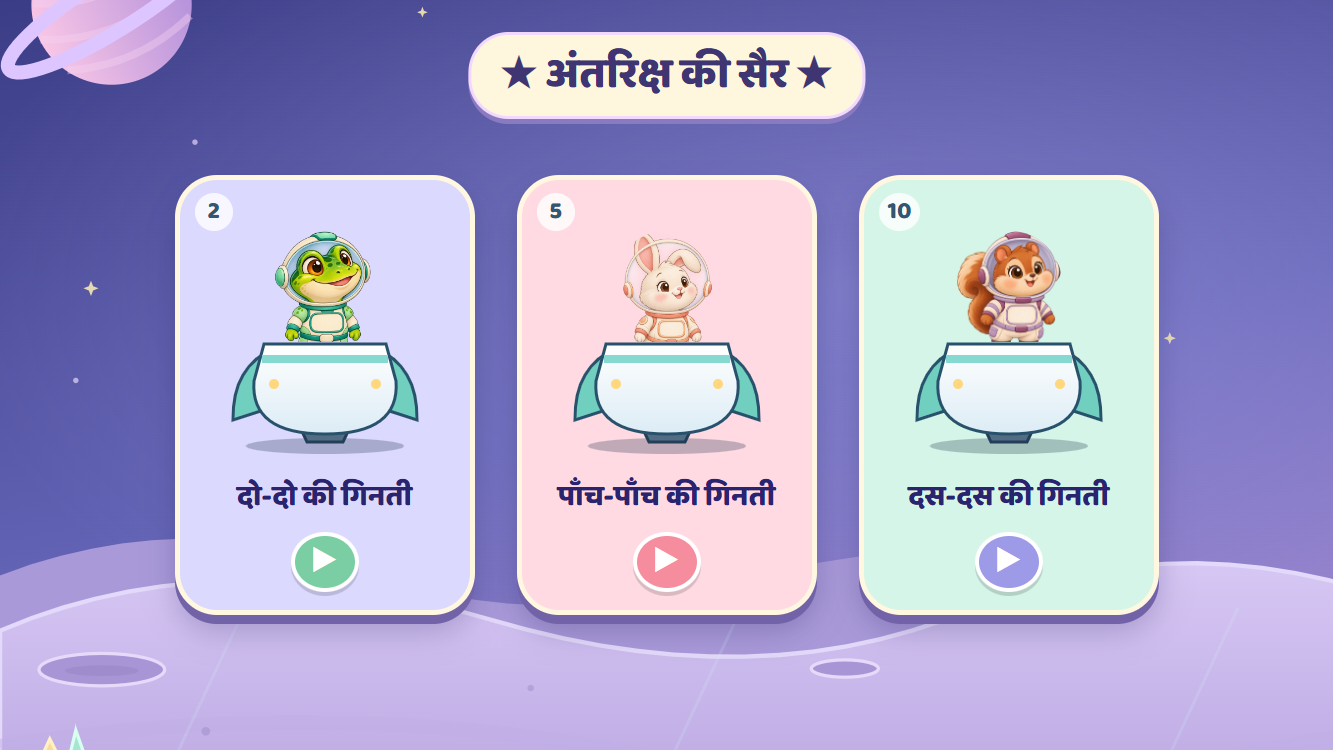 ★ अंतरिक्ष की सैर ★
2
दो-दो की गिनती
5
पाँच-पाँच की गिनती
10
दस-दस की गिनती